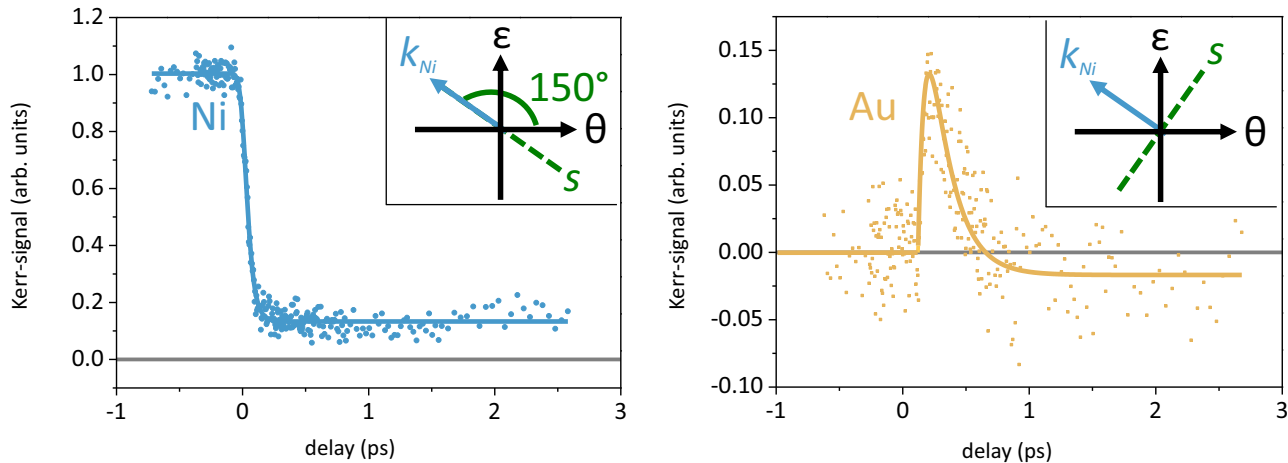 Kerr-signal (arb. units)
1.0
0.8
0.6
0.4
0.2
0.0
-1
0
1
2
3
delay (ps)
Ni
k Ni
ε
150°
θ
s
Kerr-signal (arb. units)
0.15
0.10
0.05
0.00
-0.05
-0.10
-1
0
1
2
3
delay (ps)
Au
k Ni
ε
s
θ